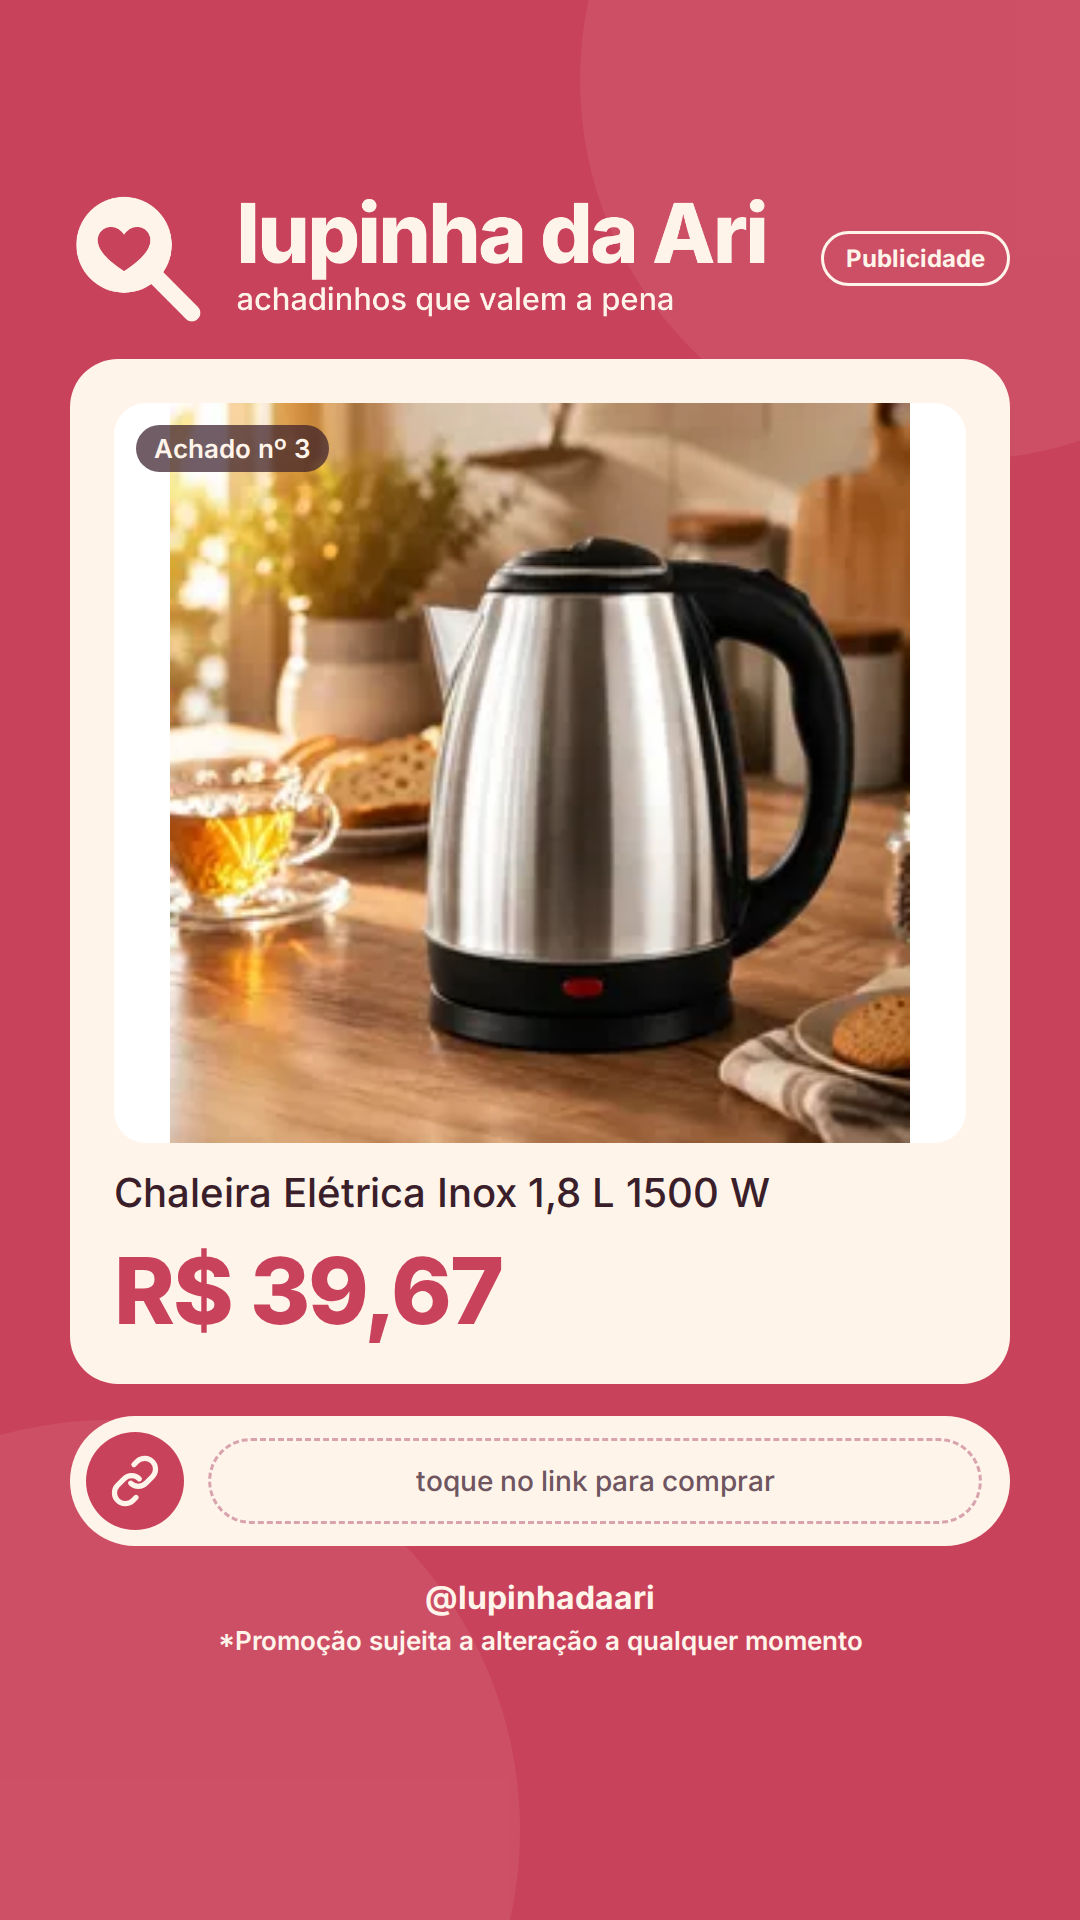 lupinha da Ari
achadinhos que valem a pena
Publicidade
Achado nº 3
Chaleira Elétrica Inox 1,8 L 1500 W
R$ 39,67
toque no link para comprar
@lupinhadaari
*Promoção sujeita a alteração a qualquer momento